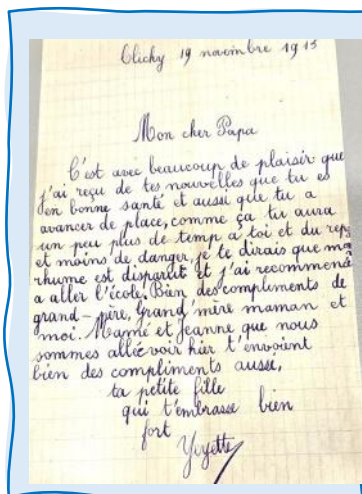 Clichy 19 novembre 1915
Mon cher Papa
C'est avec beaucoup de plaisir que
j'ai reçu de tes nouvelles que tu es
en bonne santé et aussi que tu a
avancer de place, comme ça tu aura
un peu plus de temp a toi et du rep
et moins de danger, je te dirais que m
rhume est disparut et j'ai recommen
a aller l'école. Bien des compliments de
grand-père, Grand'mère maman et
moi. Mamé et Jeanne que nous
sommes allié voir hier t'envoient
bien des compliments aussi,
ta petite fille
qui t'embrasse bien
fort
Yoyette